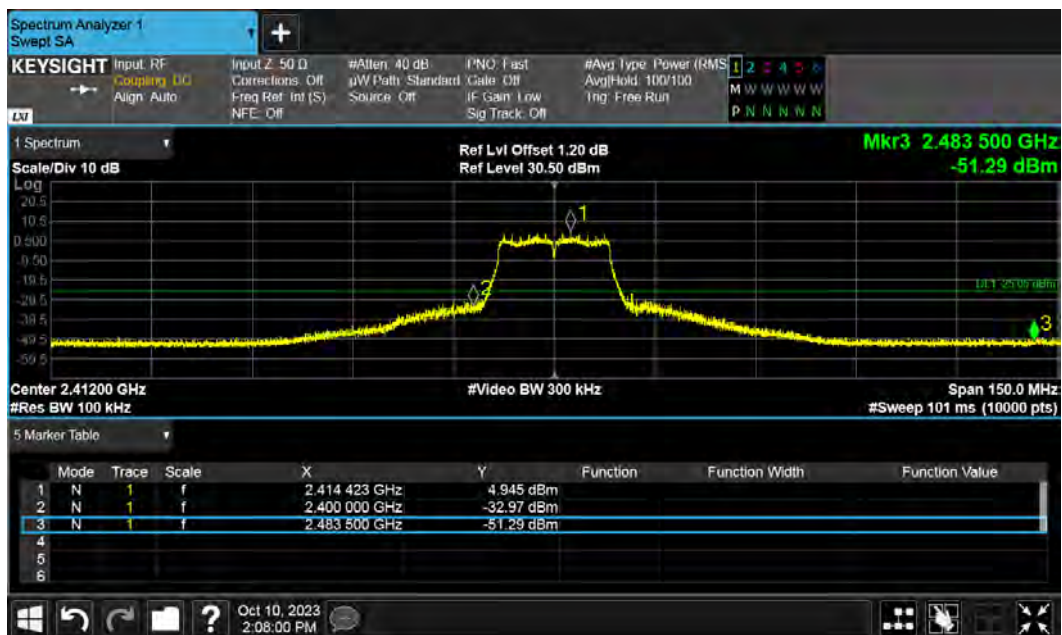 Spectrum Analyzer 1
Swept SA
KEYSIGHT Input: RF Input Z: 50 Ω #Atten: 40 dB PNO: Fast #Avg Type: Power (RMS 1 2 3 4 5 6
Coupling: DC Corrections: Off µW Path: Standard Gate: Off Avg|Hold: 100/100 M W W W W W
Align: Auto Freq Ref: Int (S) Source: Off IF Gain: Low Trig: Free Run
NFE: Off Sig Track: Off P N N N N N N
LXI
1 Spectrum Ref Lvl Offset 1.20 dB Mkr3 2.483 500 GHz
Scale/Div 10 dB Ref Level 30.50 dBm -51.29 dBm
Log
20.5
10.5
1
0.500
-9.50
-19.5
DL1 -25.05 dBm
2
-29.5
-39.5
3
-49.5
-59.5
Center 2.41200 GHz #Video BW 300 kHz Span 150.0 MHz
#Res BW 100 kHz #Sweep 101 ms (10000 pts)
5 Marker Table
Mode Trace Scale X Y Function Function Width Function Value
1 N 1 f 2.414 423 GHz 4.945 dBm
2 N 1 f 2.400 000 GHz -32.97 dBm
3 N 1 f 2.483 500 GHz -51.29 dBm
4
5
6
? Oct 10, 2023
2:08:00 PM